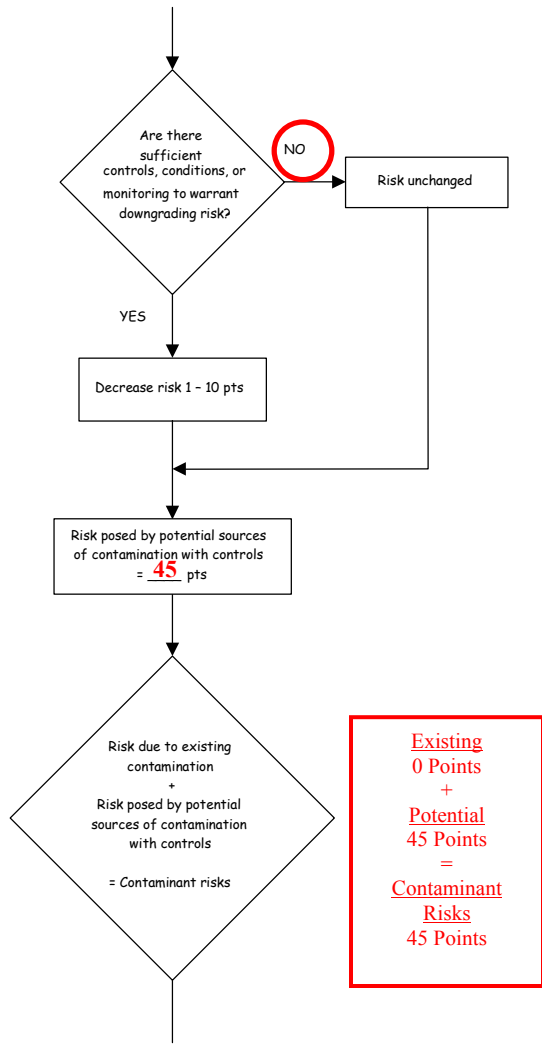 Are there
sufficient
controls, conditions, or
monitoring to warrant
downgrading risk?
NO
Risk unchanged
YES
Decrease risk 1 – 10 pts
Risk posed by potential sources
of contamination with controls
= 45 pts
Risk due to existing
contamination
+
Risk posed by potential
sources of contamination
with controls
= Contaminant risks
Existing
0 Points
+
Potential
45 Points
=
Contaminant
Risks
45 Points